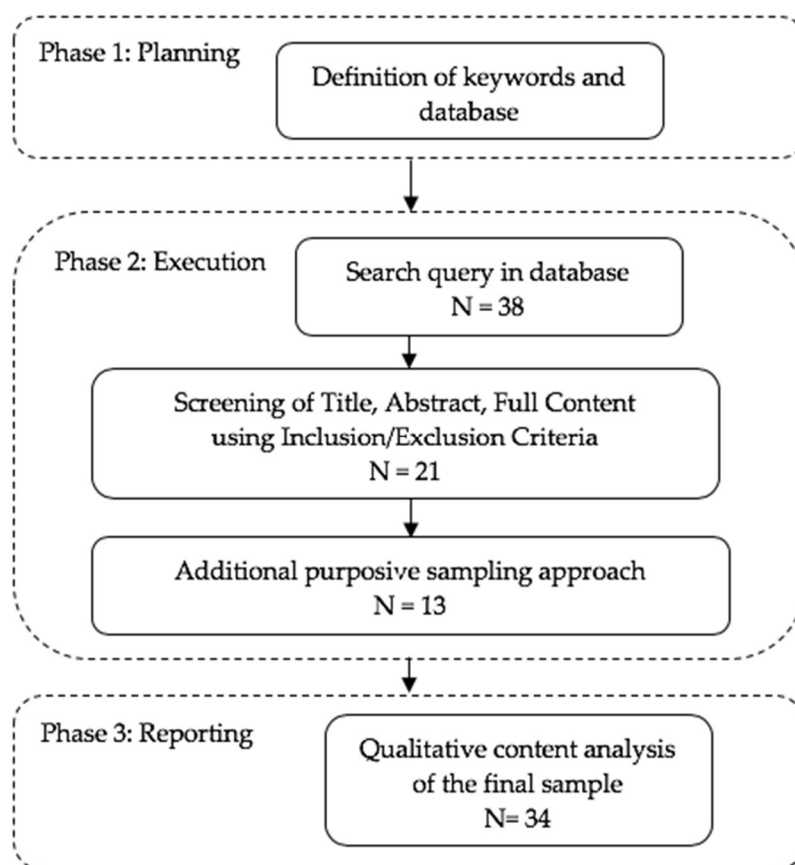 Phase 1: Planning
Definition of keywords and
database
Phase 2: Execution
Search query in database
N = 38
Screening of Title, Abstract, Full Content
using Inclusion/Exclusion Criteria
N = 21
Additional purposive sampling approach
N = 13
Phase 3: Reporting
Qualitative content analysis
of the final sample
N= 34